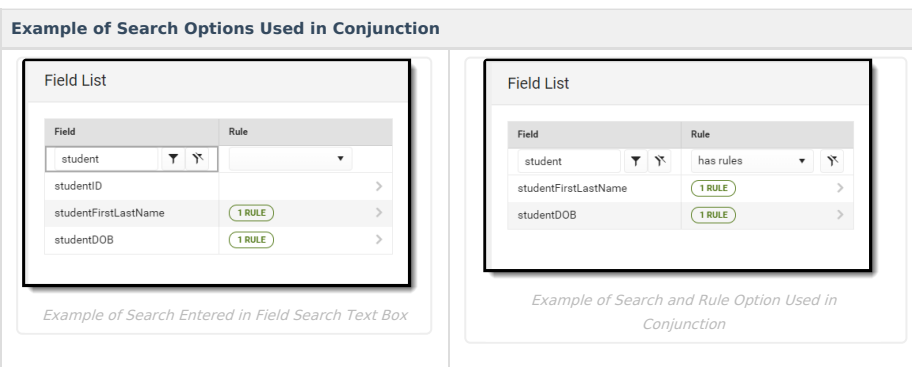 Example of Search Options Used in Conjunction
Field List
Field Rule
student
studentID
studentFirstLastName 1 RULE
studentDOB 1 RULE
Example of Search Entered in Field Search Text Box
Field List
Field Rule
student has rules
studentFirstLastName 1 RULE
studentDOB 1 RULE
Example of Search and Rule Option Used in
Conjunction